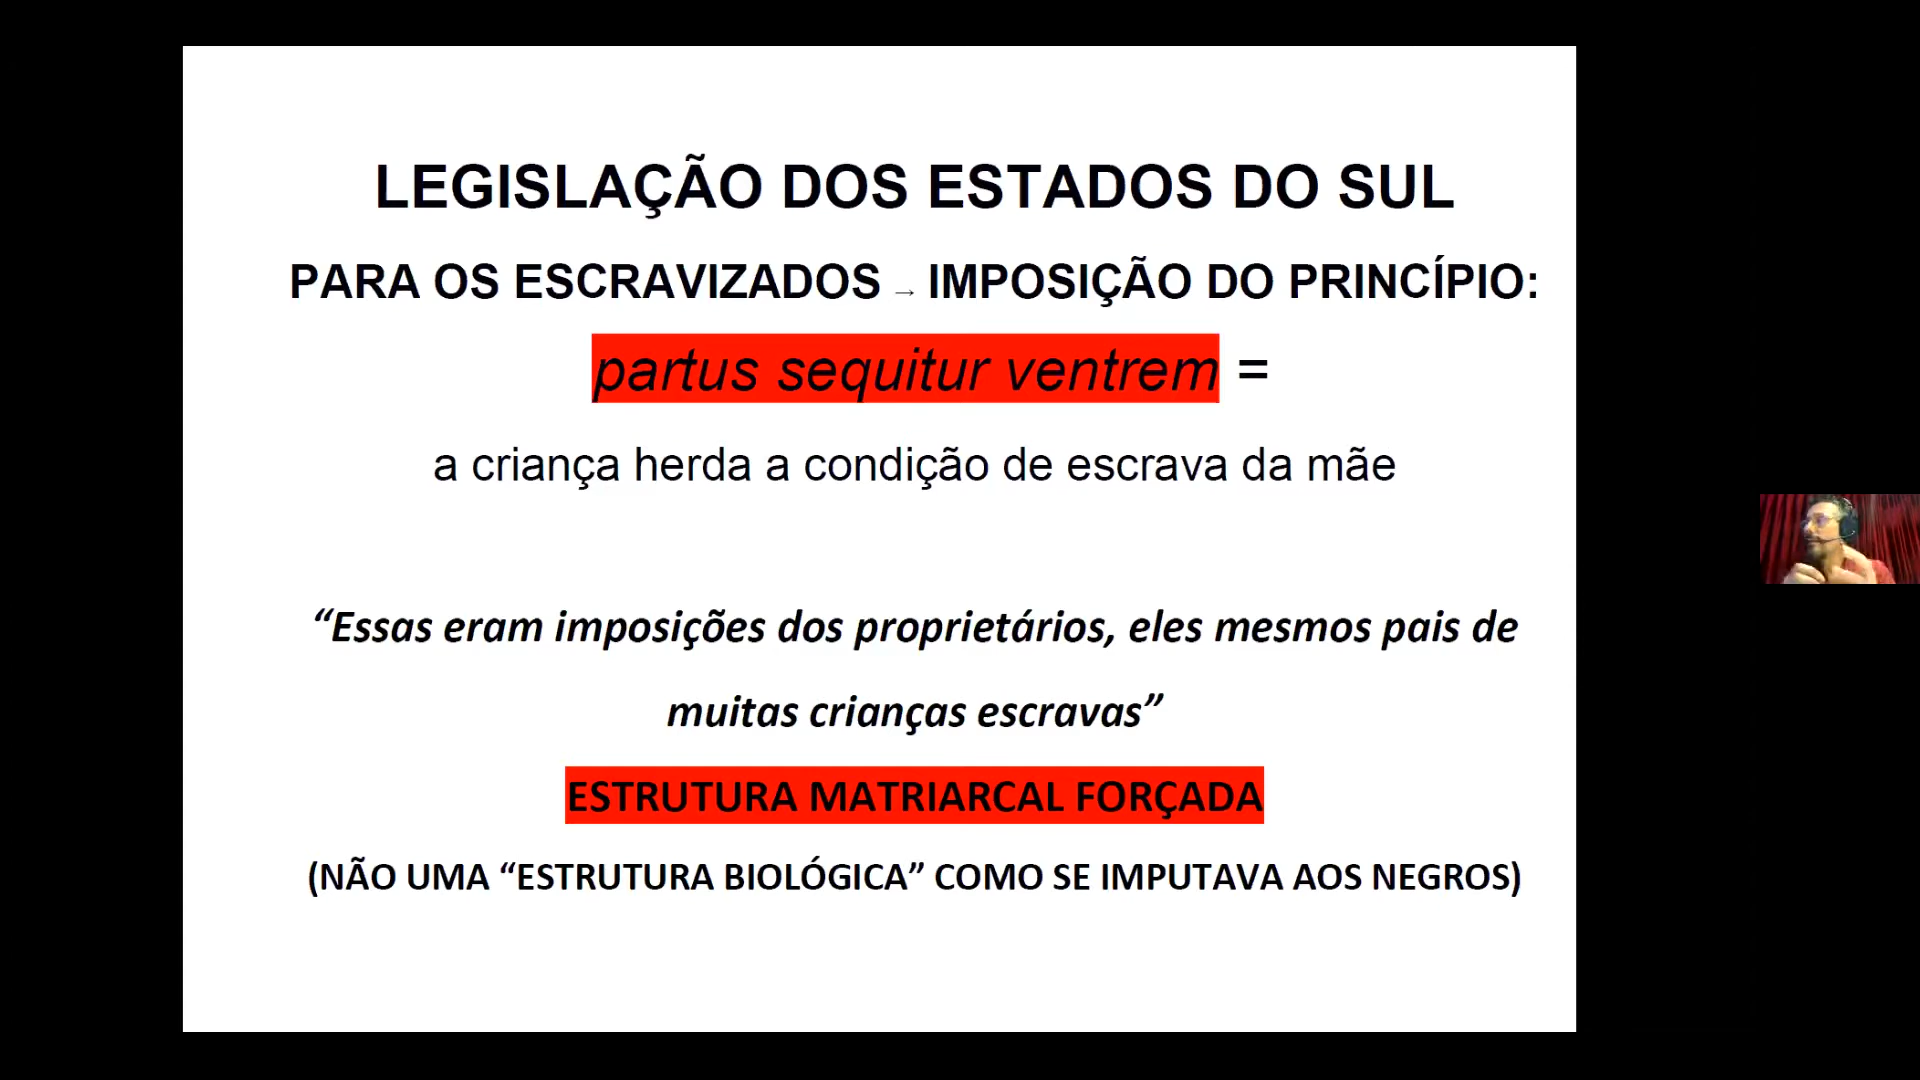 LEGISLAÇÃO DOS ESTADOS DO SUL
PARA OS ESCRAVIZADOS → IMPOSIÇÃO DO PRINCÍPIO:
partus sequitur ventrem =
a criança herda a condição de escrava da mãe
“Essas eram imposições dos proprietários, eles mesmos pais de
muitas crianças escravas”
ESTRUTURA MATRIARCAL FORÇADA
(NÃO UMA “ESTRUTURA BIOLÓGICA” COMO SE IMPUTAVA AOS NEGROS)